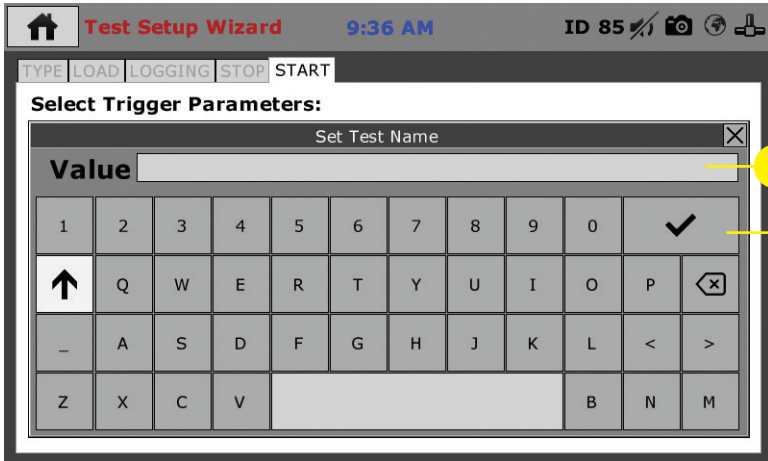 Test Setup Wizard 9:36 AM ID 85
TYPE LOAD LOGGING STOP START
Select Trigger Parameters:
Set Test Name
Value
1 2 3 4 5 6 7 8 9 0
Q W E R T Y U I O P
_ A S D F G H J K L < >
Z X C V B N M